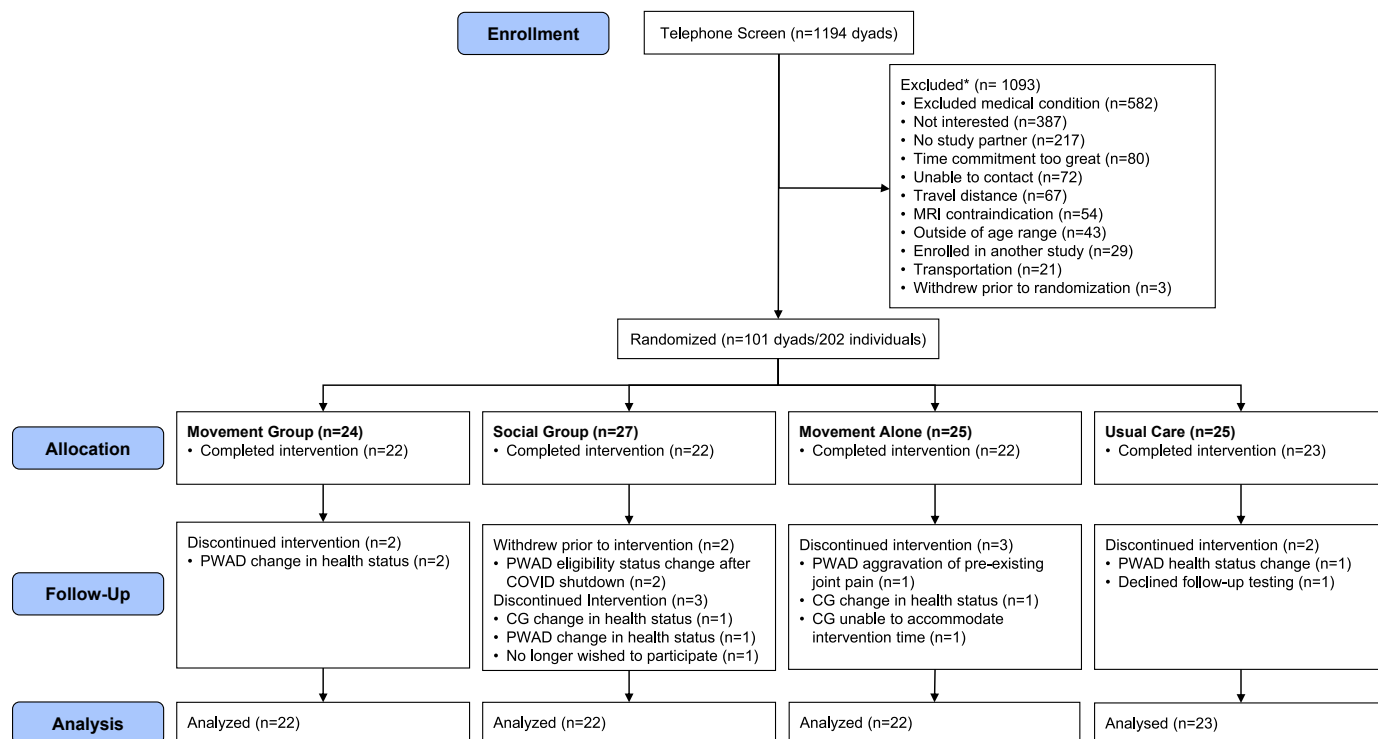 Enrollment
Telephone Screen (n=1194 dyads)
Excluded* (n= 1093)
• Excluded medical condition (n=582)
• Not interested (n=387)
• No study partner (n=217)
• Time commitment too great (n=80)
• Unable to contact (n=72)
• Travel distance (n=67)
• MRI contraindication (n=54)
• Outside of age range (n=43)
• Enrolled in another study (n=29)
• Transportation (n=21)
• Withdrew prior to randomization (n=3)
Randomized (n=101 dyads/202 individuals)
Allocation
Movement Group (n=24)
• Completed intervention (n=22)
Social Group (n=27)
• Completed intervention (n=22)
Movement Alone (n=25)
• Completed intervention (n=22)
Usual Care (n=25)
• Completed intervention (n=23)
Follow-Up
Discontinued intervention (n=2)
• PWAD change in health status (n=2)
Withdrew prior to intervention (n=2)
• PWAD eligibility status change after
COVID shutdown (n=2)
Discontinued Intervention (n=3)
• CG change in health status (n=1)
• PWAD change in health status (n=1)
• No longer wished to participate (n=1)
Discontinued intervention (n=3)
• PWAD aggravation of pre-existing
joint pain (n=1)
• CG change in health status (n=1)
• CG unable to accommodate
intervention time (n=1)
Discontinued intervention (n=2)
• PWAD health status change (n=1)
• Declined follow-up testing (n=1)
Analysis
Analyzed (n=22)
Analyzed (n=22)
Analyzed (n=22)
Analysed (n=23)